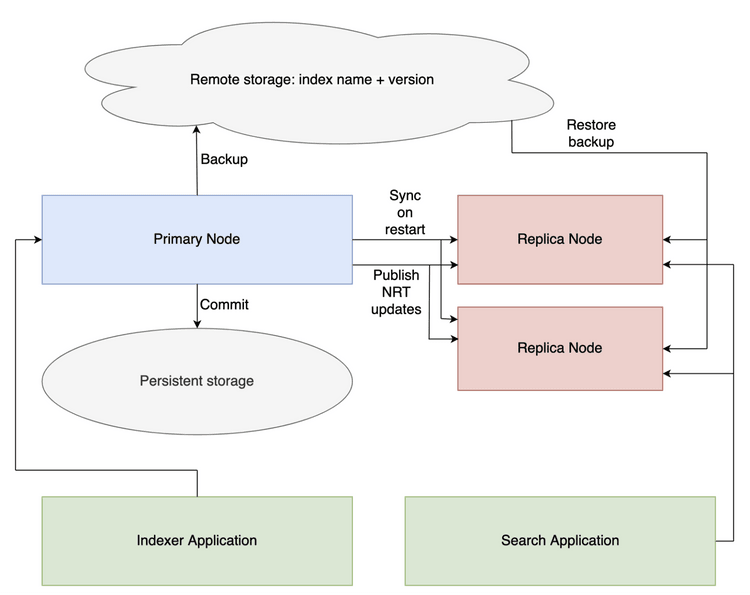 Remote storage: index name + version
Restore
backup
Backup
Sync
on
restart
Primary Node
Replica Node
Publish
NRT
updates
Commit
Replica Node
Persistent storage
Indexer Application
Search Application